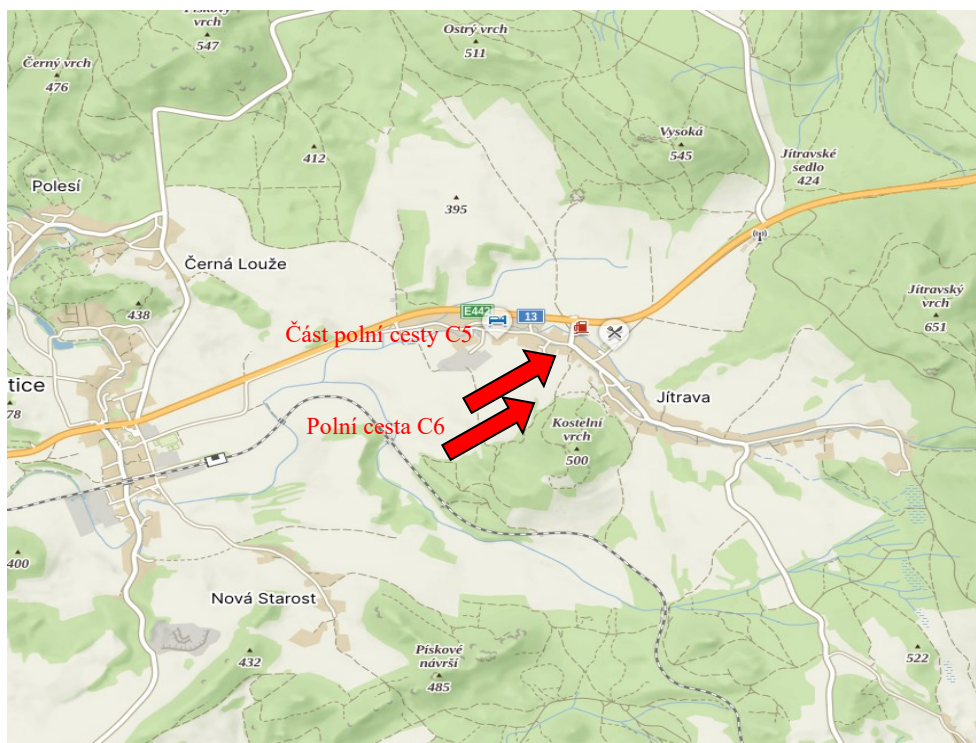 Pískový
vrch
547
Ostrý vrch
511
Černý vrch
476
Vysoká
545
Jítravské
sedlo
424
412
Polesí
395
Černá Louže
Jítravský
vrch
651
438
E442
13
Část polní cesty C5
tice
78
Jítrava
Polní cesta C6
Kostelní
vrch
500
400
Nová Starost
432
Pískové
návrší
485
522